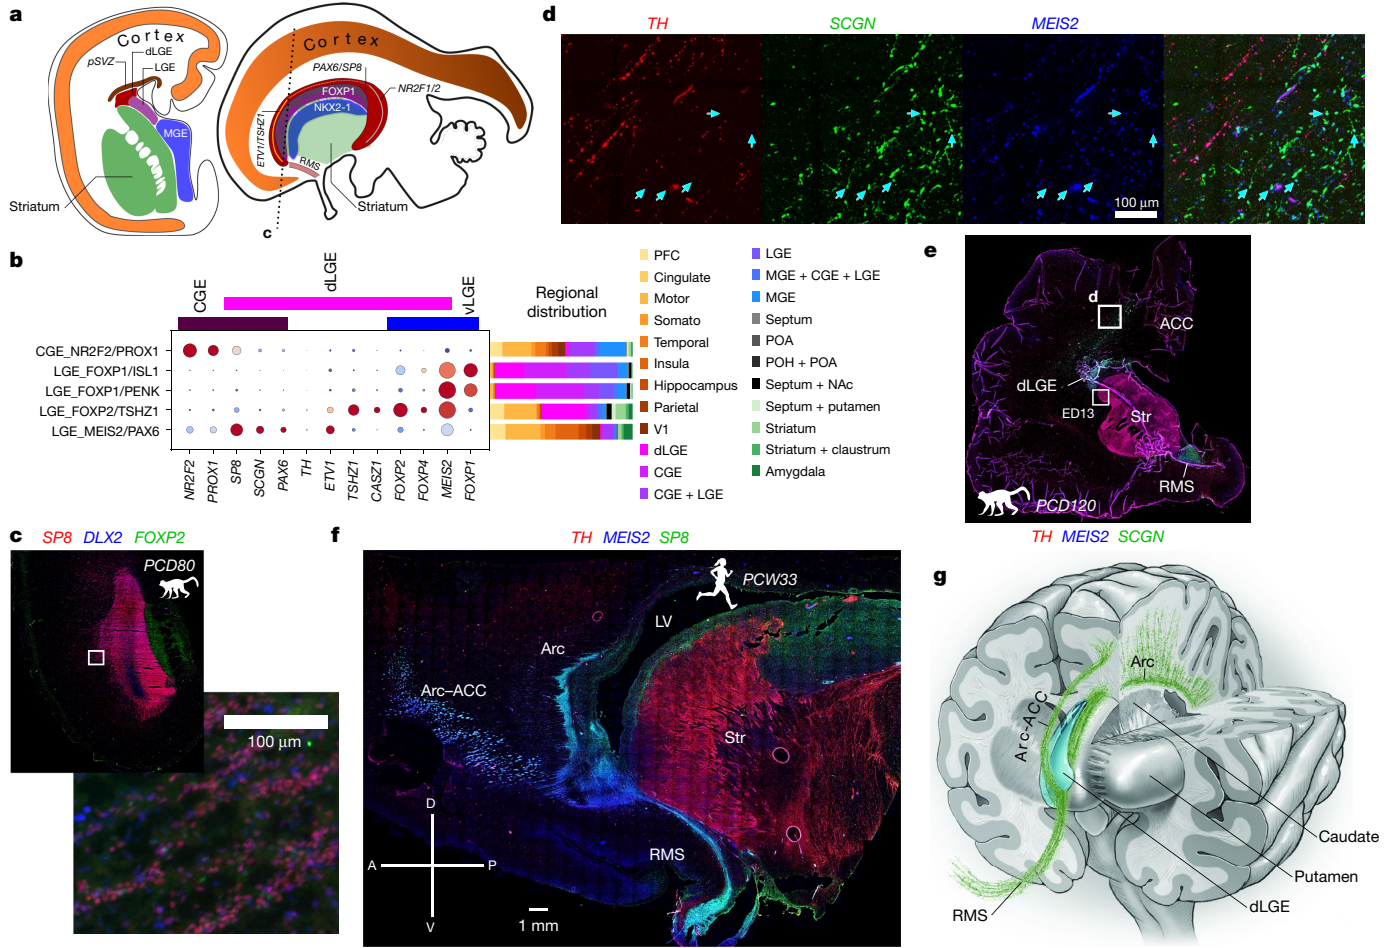 a
Cortex
pSVZ
dLGE
LGE
MGE
Striatum
Cortex
PAX6/SP8
FOXP1
NKX2-1
NR2F1/2
ETV1/TSHZ1
RMS
Striatum
c
b
CGE
dLGE
vLGE
Regional
distribution
CGE_NR2F2/PROX1
LGE_FOXP1/ISL1
LGE_FOXP1/PENK
LGE_FOXP2/TSHZ1
LGE_MEIS2/PAX6
NR2F2
PROX1
SP8
SCGN
PAX6
TH
ETV1
TSHZ1
CASZ1
FOXP2
FOXP4
MEIS2
FOXP1
PFC
Cingulate
Motor
Somato
Temporal
Insula
Hippocampus
Parietal
V1
dLGE
CGE
CGE + LGE
LGE
MGE + CGE + LGE
MGE
Septum
POA
POH + POA
Septum + NAc
Septum + putamen
Striatum
Striatum + claustrum
Amygdala
c
SP8 DLX2 FOXP2
PCD80
100 μm
d
TH
SCGN
MEIS2
100 μm
e
d
ACC
dLGE
ED13
Str
RMS
PCD120
TH MEIS2 SCGN
f
TH MEIS2 SP8
PCW33
LV
Arc
Arc–ACC
Str
D
A
P
V
RMS
1 mm
g
Arc
Arc-ACC
Caudate
Putamen
dLGE
RMS